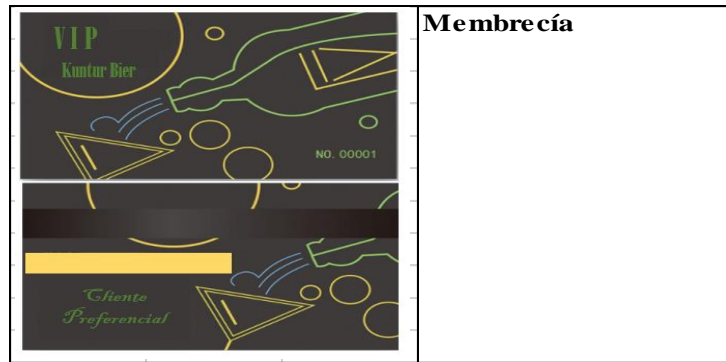 VIP
Kuntur Bier
NO. 00001
Cliente
Preferencial
Membrecía